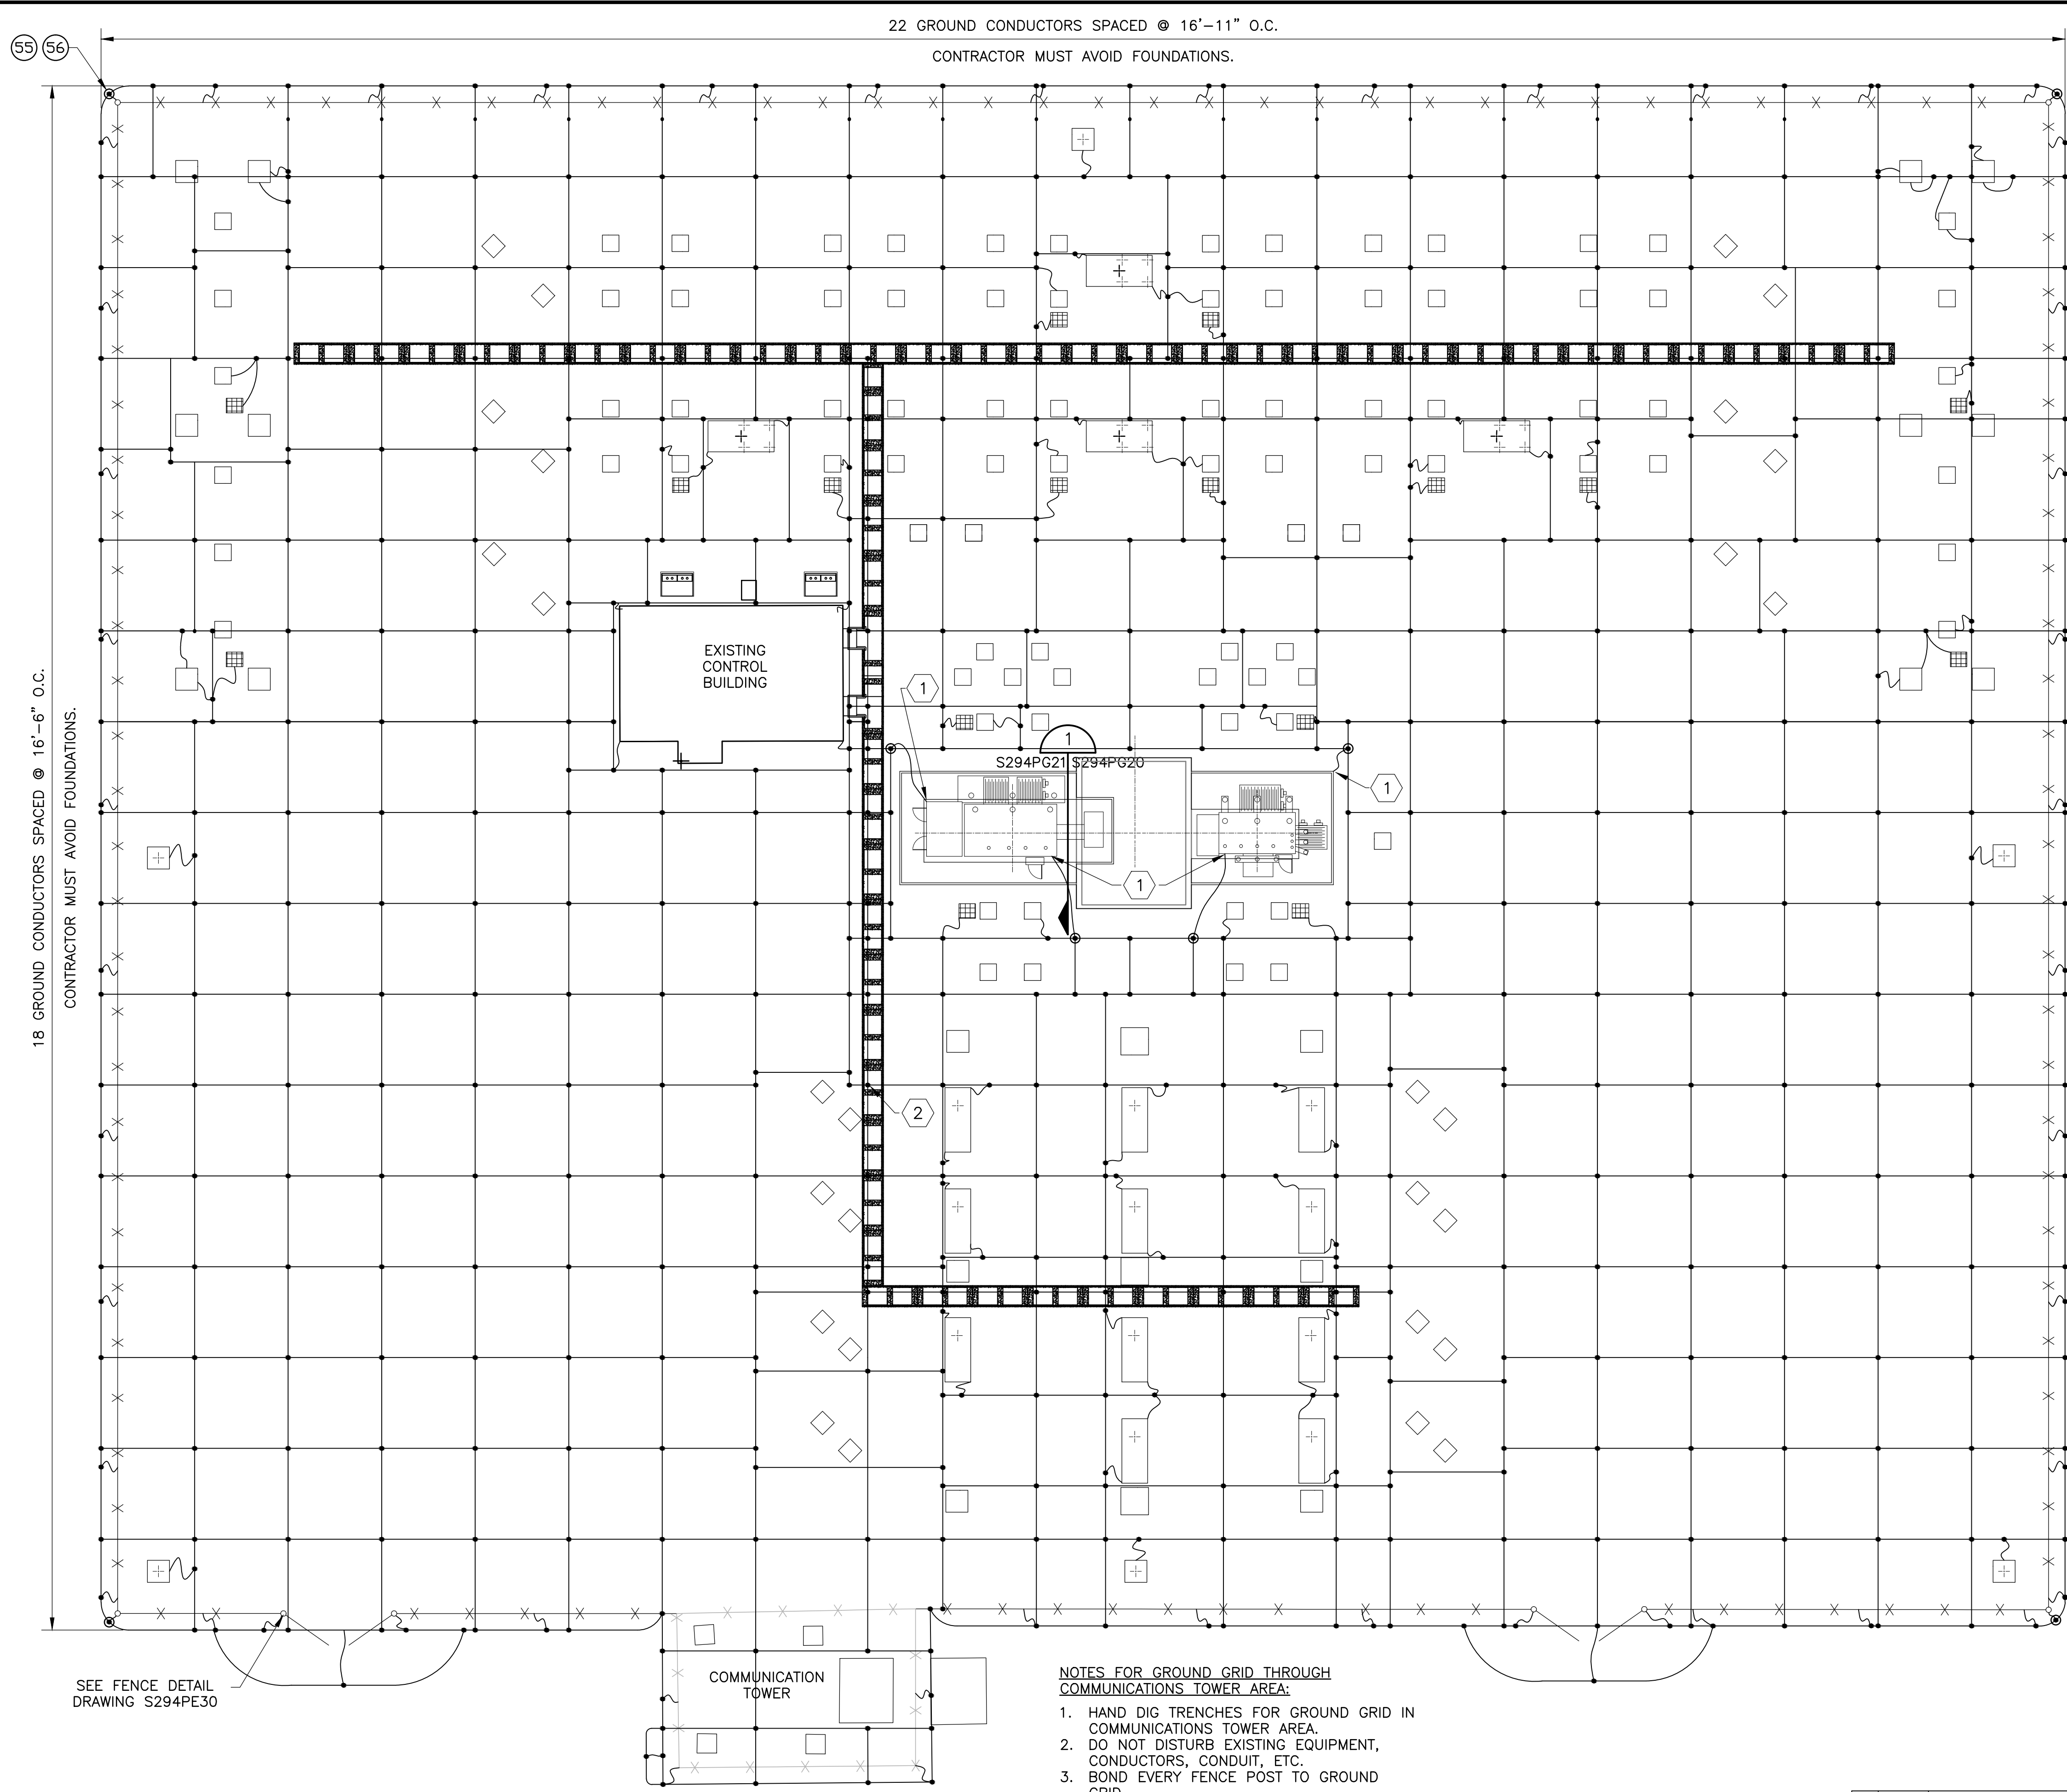 22 GROUND CONDUCTORS SPACED @ 16'-11" O.C.
CONTRACTOR MUST AVOID FOUNDATIONS.
55 56
18 GROUND CONDUCTORS SPACED @ 16'-6" O.C.
CONTRACTOR MUST AVOID FOUNDATIONS.
EXISTING
CONTROL
BUILDING
1
1
S294PG21 S294PG20
1
1
2
SEE FENCE DETAIL
DRAWING S294PE30
COMMUNICATION
TOWER
NOTES FOR GROUND GRID THROUGH
COMMUNICATIONS TOWER AREA:
1. HAND DIG TRENCHES FOR GROUND GRID IN
COMMUNICATIONS TOWER AREA.
2. DO NOT DISTURB EXISTING EQUIPMENT,
CONDUCTORS, CONDUIT, ETC.
3. BOND EVERY FENCE POST TO GROUND
GRID